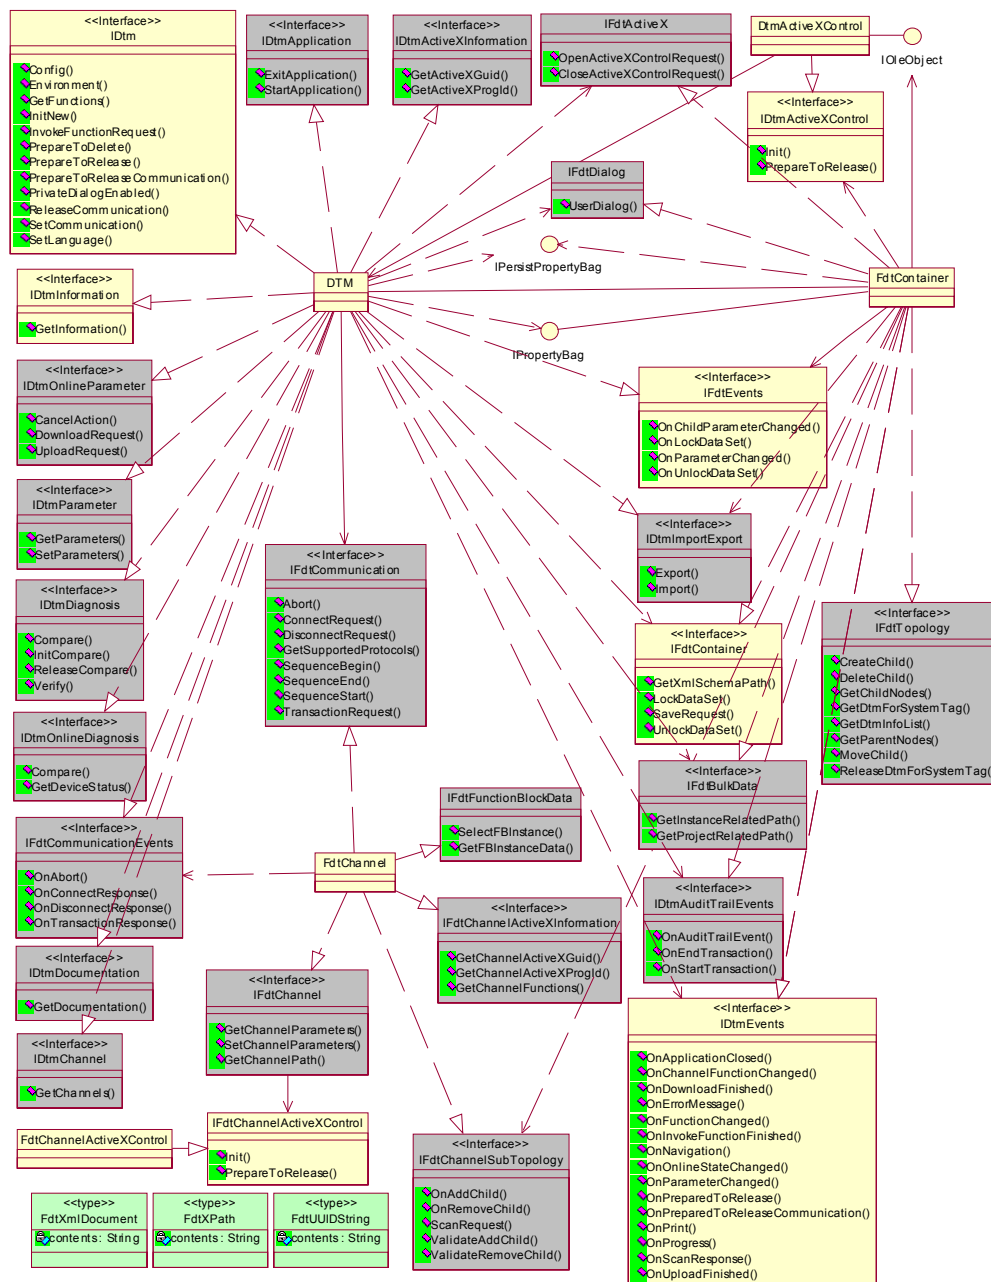 <<Interface>>
IDtm
Config()
Environment()
GetFunctions()
InitNew()
InvokeFunctionRequest()
PrepareToDelete()
PrepareToRelease()
PrepareToReleaseCommunication()
PrivateDialogEnabled()
ReleaseCommunication()
SetCommunication()
SetLanguage()
<<Interface>>
IDtmApplication
ExitApplication()
StartApplication()
<<Interface>>
IDtmActiveXInformation
GetActiveXGuid()
GetActiveXProgId()
IFdtActiveX
OpenActiveXControlRequest()
CloseActiveXControlRequest()
DtmActiveXControl
IOleObject
<<Interface>>
IDtmActiveXControl
Init()
PrepareToRelease()
IFdtDialog
UserDialog()
IPersistPropertyBag
DTM
FdtContainer
IPropertyBag
<<Interface>>
IDtmInformation
GetInformation()
<<Interface>>
IDtmOnlineParameter
CancelAction()
DownloadRequest()
UploadRequest()
<<Interface>>
IFdtEvents
OnChildParameterChanged()
OnLockDataSet()
OnParameterChanged()
OnUnlockDataSet()
<<Interface>>
IDtmParameter
GetParameters()
SetParameters()
<<Interface>>
IDtmImportExport
Export()
Import()
<<Interface>>
IFdtCommunication
Abort()
ConnectRequest()
DisconnectRequest()
GetSupportedProtocols()
SequenceBegin()
SequenceEnd()
SequenceStart()
TransactionRequest()
<<Interface>>
IDtmDiagnosis
Compare()
InitCompare()
ReleaseCompare()
Verify()
<<Interface>>
IFdtContainer
GetXmlSchemaPath()
LockDataSet()
SaveRequest()
UnlockDataSet()
<<Interface>>
IFdtTopology
CreateChild()
DeleteChild()
GetChildNodes()
GetDtmForSystemTag()
GetDtmInfoList()
GetParentNodes()
MoveChild()
ReleaseDtmForSystemTag()
<<Interface>>
IDtmOnlineDiagnosis
Compare()
GetDeviceStatus()
<<Interface>>
IFdtBulkData
GetInstanceRelatedPath()
GetProjectRelatedPath()
IFdtFunctionBlockData
SelectFBInstance()
GetFBInstanceData()
<<Interface>>
IFdtCommunicationEvents
OnAbort()
OnConnectResponse()
OnDisconnectResponse()
OnTransactionResponse()
FdtChannel
<<Interface>>
IFdtChannelActiveXInformation
GetChannelActiveXGuid()
GetChannelActiveXProgId()
GetChannelFunctions()
<<Interface>>
IDtmAuditTrailEvents
OnAuditTrailEvent()
OnEndTransaction()
OnStartTransaction()
<<Interface>>
IDtmDocumentation
GetDocumentation()
<<Interface>>
IFdtChannel
GetChannelParameters()
SetChannelParameters()
GetChannelPath()
<<Interface>>
IDtmChannel
GetChannels()
<<Interface>>
IDtmEvents
OnApplicationClosed()
OnChannelFunctionChanged()
OnDownloadFinished()
OnErrorMessage()
OnFunctionChanged()
OnInvokeFunctionFinished()
OnNavigation()
OnOnlineStateChanged()
OnParameterChanged()
OnPreparedToRelease()
OnPreparedToReleaseCommunication()
OnPrint()
OnProgress()
OnScanResponse()
OnUploadFinished()
FdtChannelActiveXControl
IFdtChannelActiveXControl
Init()
PrepareToRelease()
<<Interface>>
IFdtChannelSubTopology
OnAddChild()
OnRemoveChild()
ScanRequest()
ValidateAddChild()
ValidateRemoveChild()
<<type>>
FdtXmlDocument
contents : String
<<type>>
FdtXPath
contents : String
<<type>>
FdtUUIDString
contents : String